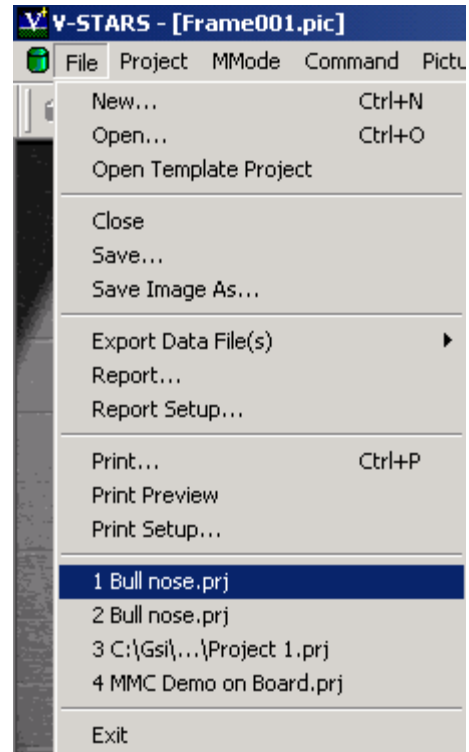 V-STARS - [Frame001.pic]
File Project MMode Command Pictu
New... Ctrl+N
Open... Ctrl+O
Open Template Project
Close
Save...
Save Image As...
Export Data File(s)
Report...
Report Setup...
Print... Ctrl+P
Print Preview
Print Setup...
1 Bull nose.prj
2 Bull nose.prj
3 C:\Gsi\...\Project 1.prj
4 MMC Demo on Board.prj
Exit